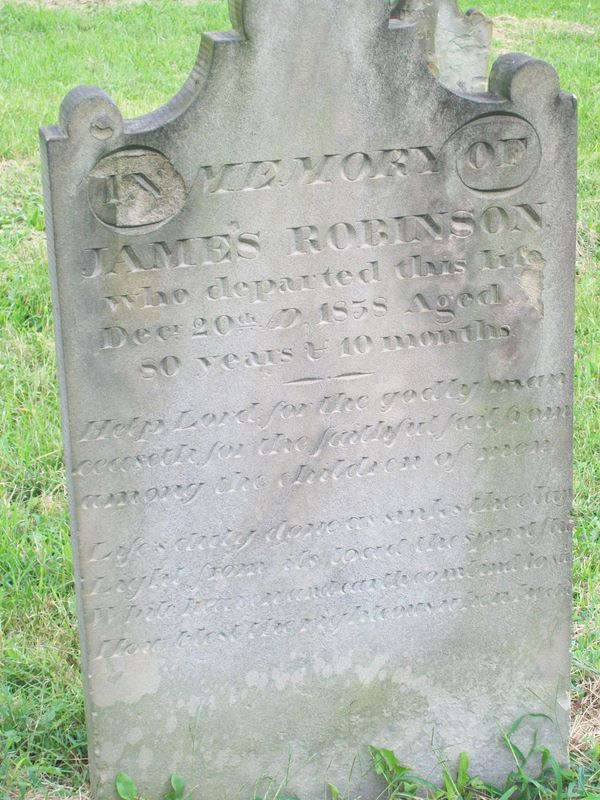 IN MEMORY OF
JAMES ROBINSON
who departed this life
Decr 20th AD, 1838 Aged
80 years & 10 months
Help Lord for the godly man
ceaseth for the faithful fail from
among the children of men
Life's duty done as sinks the clay
Light from its load the spirit flies
While heaven and earth combine to say
How blest the righteous when he